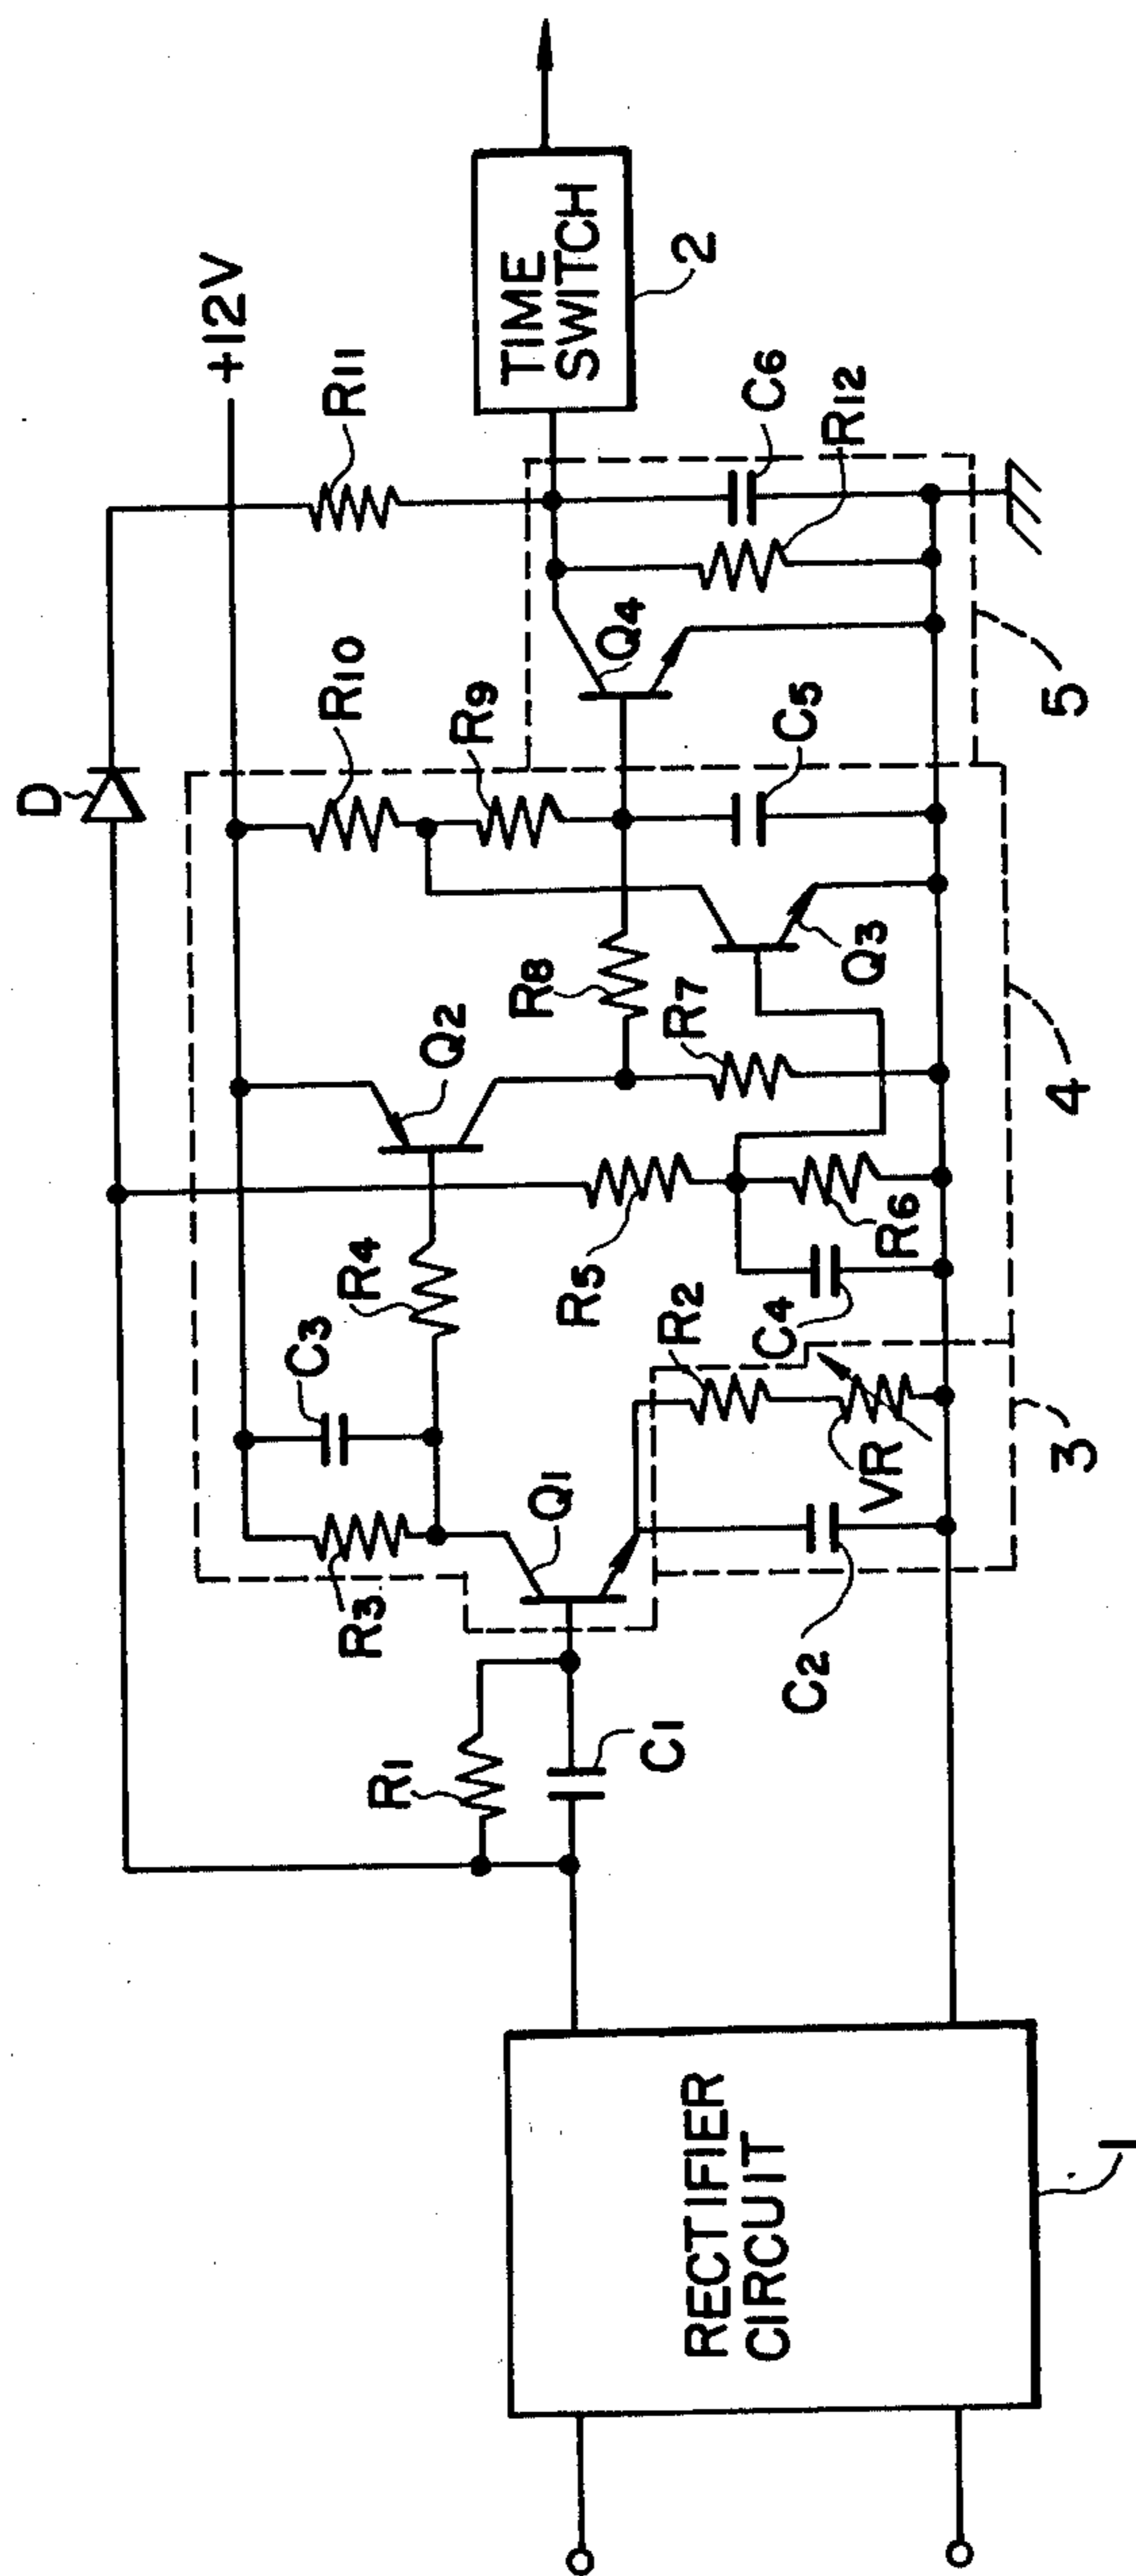 D
+12V
R11
R10
R9
Q2
R8
Q4
TIME
SWITCH
2
C6
R12
C5
Q3
R7
5
4
R4
C3
R3
Q1
R5
R6
C4
R2
VR
3
C2
R1
C1
RECTIFIER
CIRCUIT
1